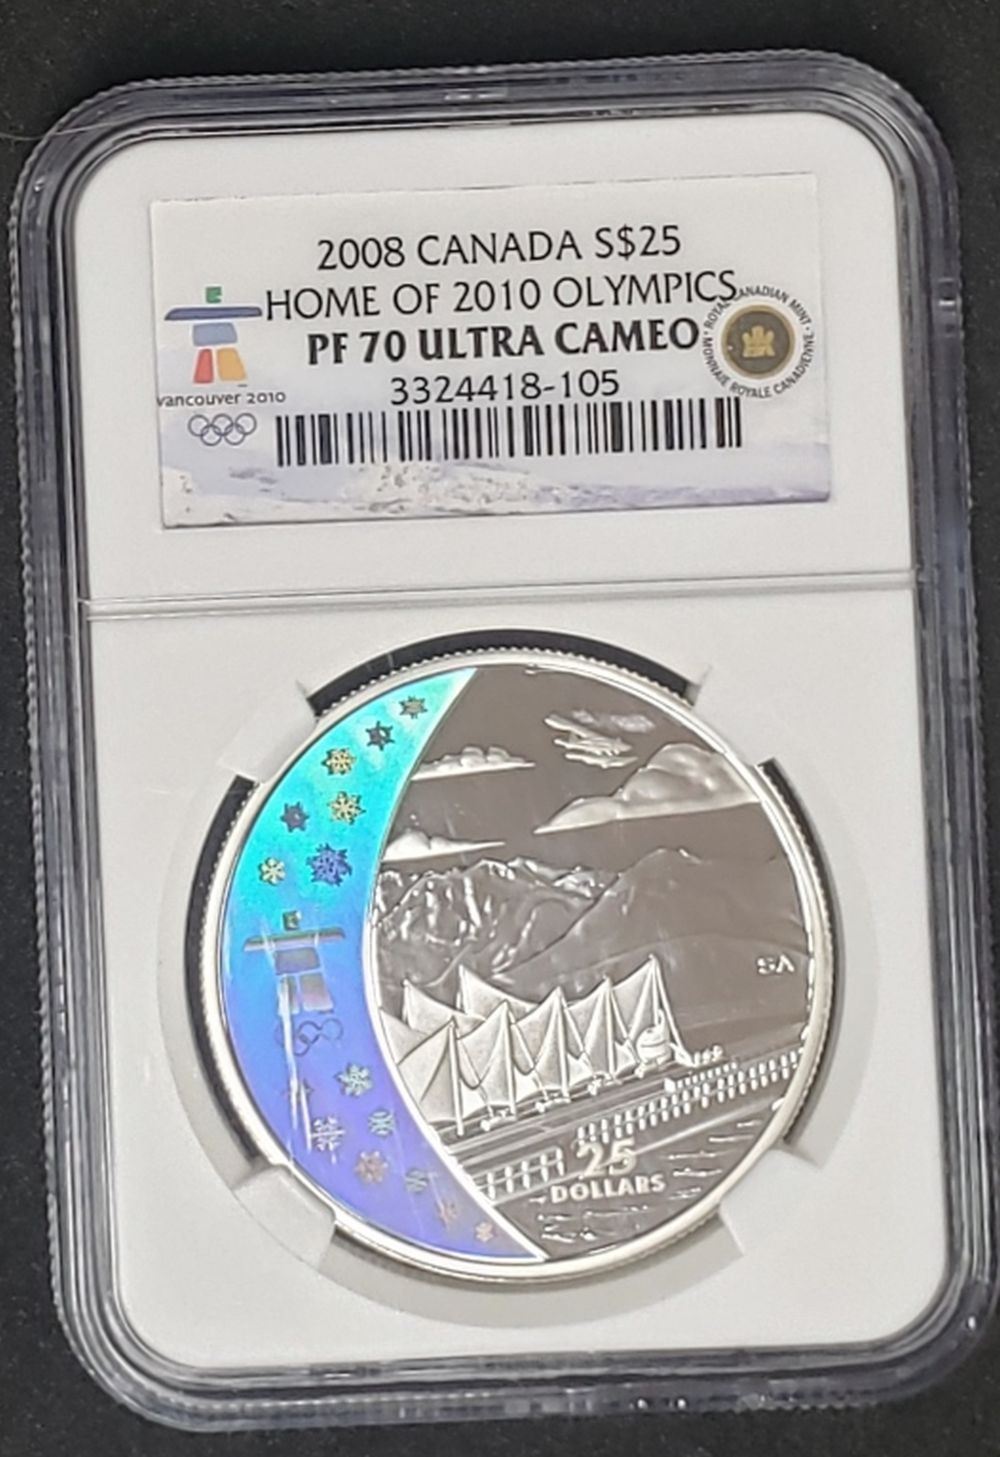 2008 CANADA S$25
HOME OF 2010 OLYMPICS
PF 70 ULTRA CAMEO
3324418-105
vancouver 2010
ROYAL CANADIAN MINT · MONNAIE ROYALE CANADIENNE ·
SA
25
DOLLARS